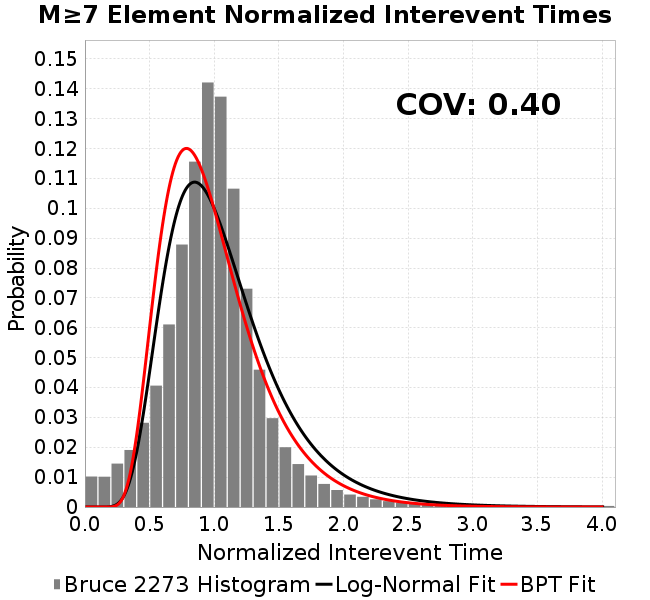 M≥7 Element Normalized Interevent Times
COV: 0.40
Probability
0.15
0.14
0.13
0.12
0.11
0.1
0.09
0.08
0.07
0.06
0.05
0.04
0.03
0.02
0.01
0
0.0 0.5 1.0 1.5 2.0 2.5 3.0 3.5 4.0
Normalized Interevent Time
Bruce 2273 Histogram Log-Normal Fit BPT Fit